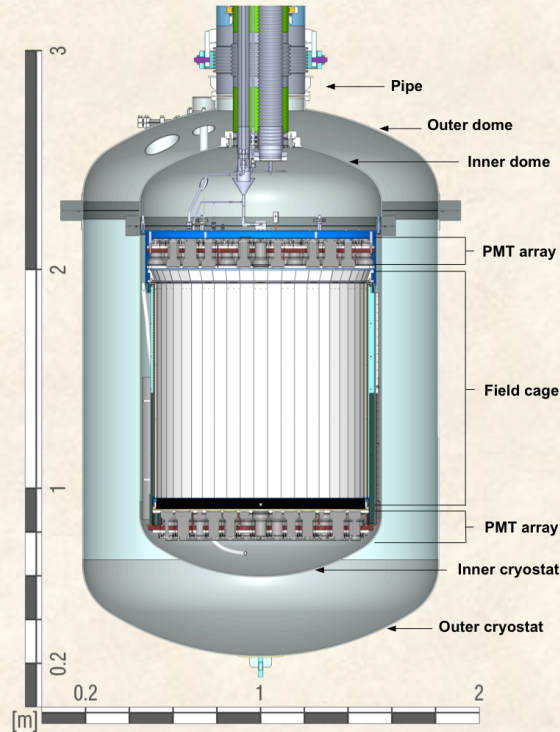 3
Pipe
Outer dome
Inner dome
PMT array
2
Field cage
1
PMT array
Inner cryostat
Outer cryostat
0.2
0.2 1 2
[m]